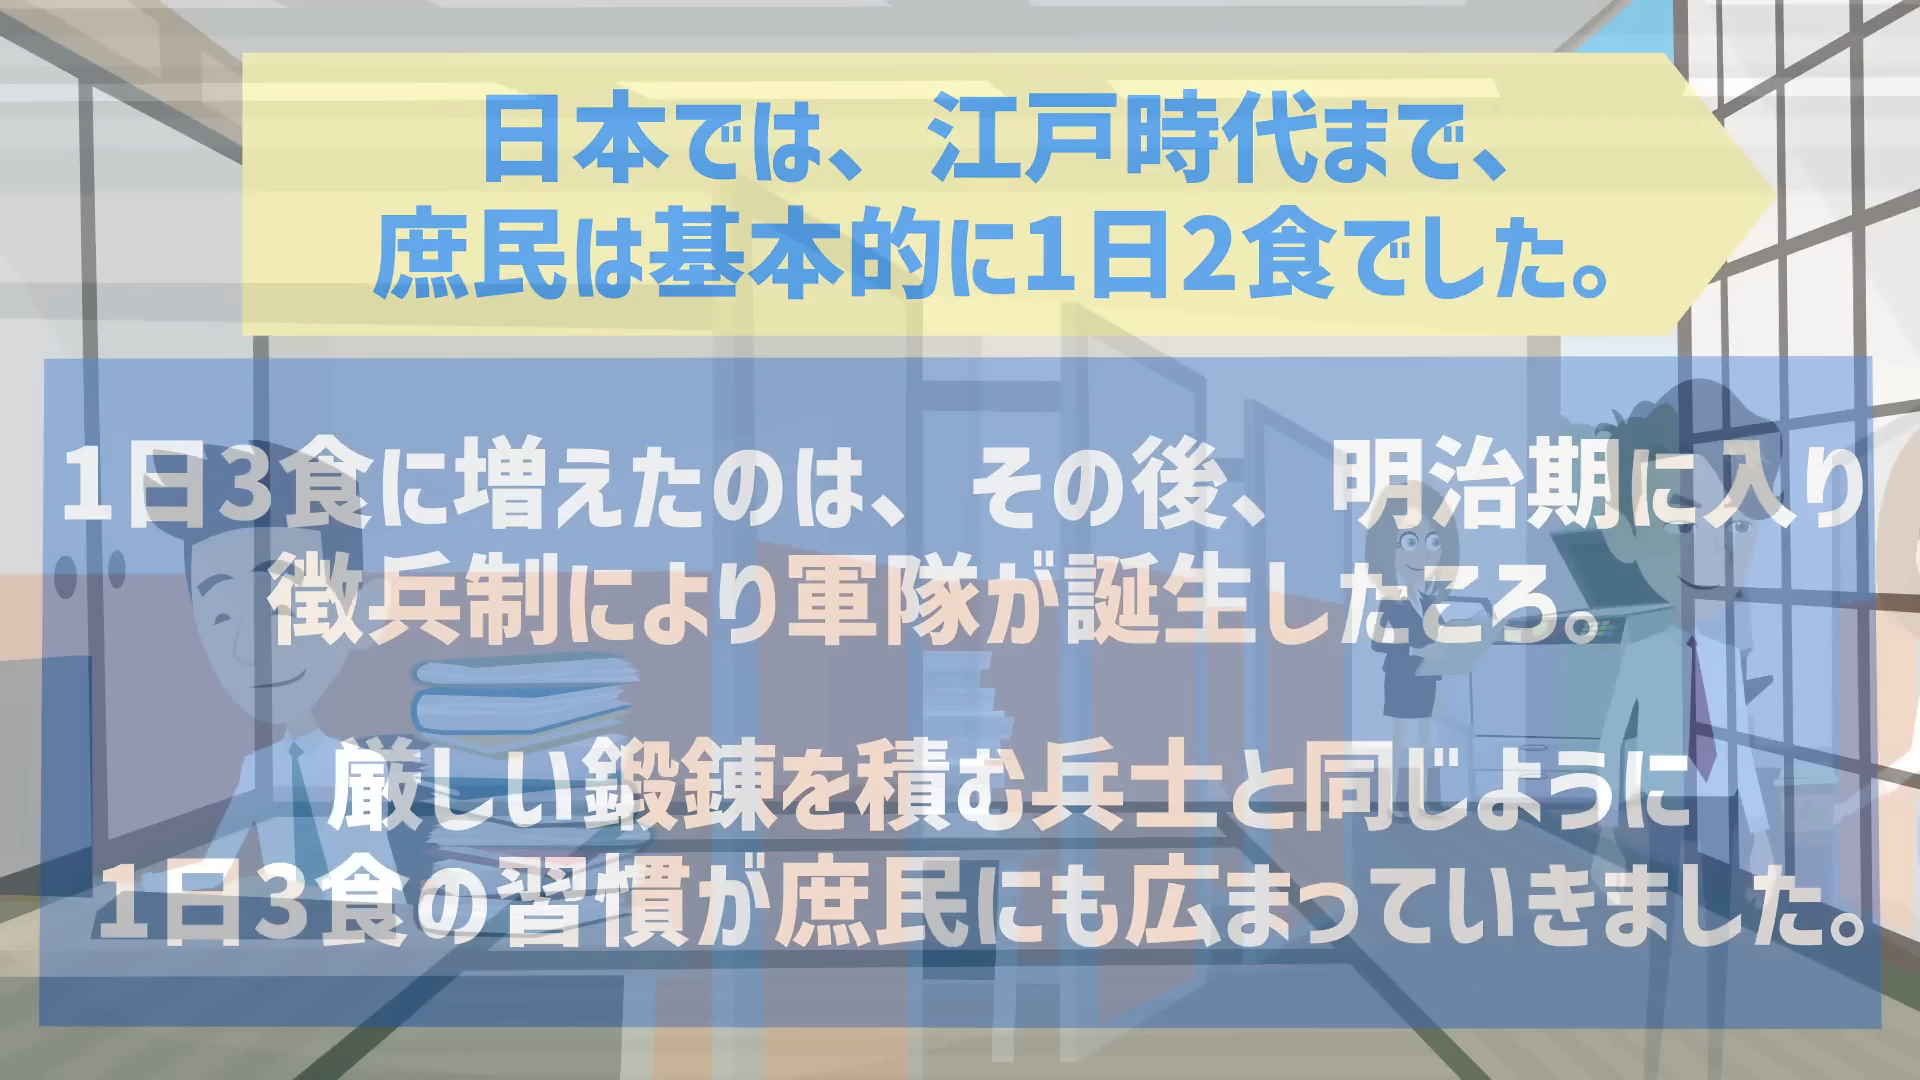 日本では、江戸時代まで、
庶民は基本的に1日2食でした。
1日3食に増えたのは、その後、明治期に入り
徴兵制により軍隊が誕生したころ。
厳しい鍛錬を積む兵士と同じように
1日3食の習慣が庶民にも広まっていきました。